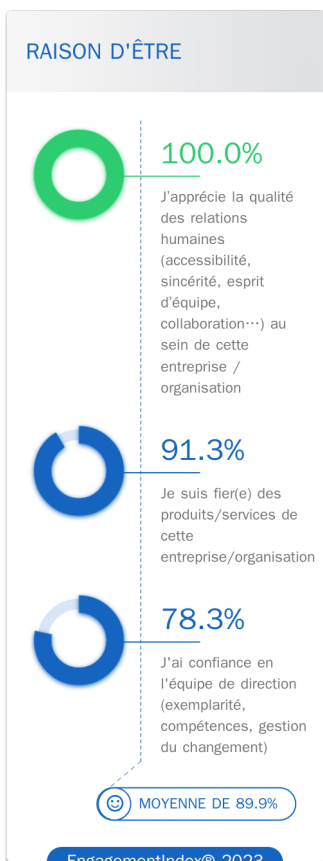 RAISON D'ÊTRE
100.0%
J'apprécie la qualité
des relations
humaines
(accessibilité,
sincérité, esprit
d'équipe,
collaboration···) au
sein de cette
entreprise /
organisation
91.3%
Je suis fier(e) des
produits/services de
cette
entreprise/organisation
78.3%
J'ai confiance en
l'équipe de direction
(exemplarité,
compétences, gestion
du changement)
MOYENNE DE 89.9%
EngagementIndex® 2023